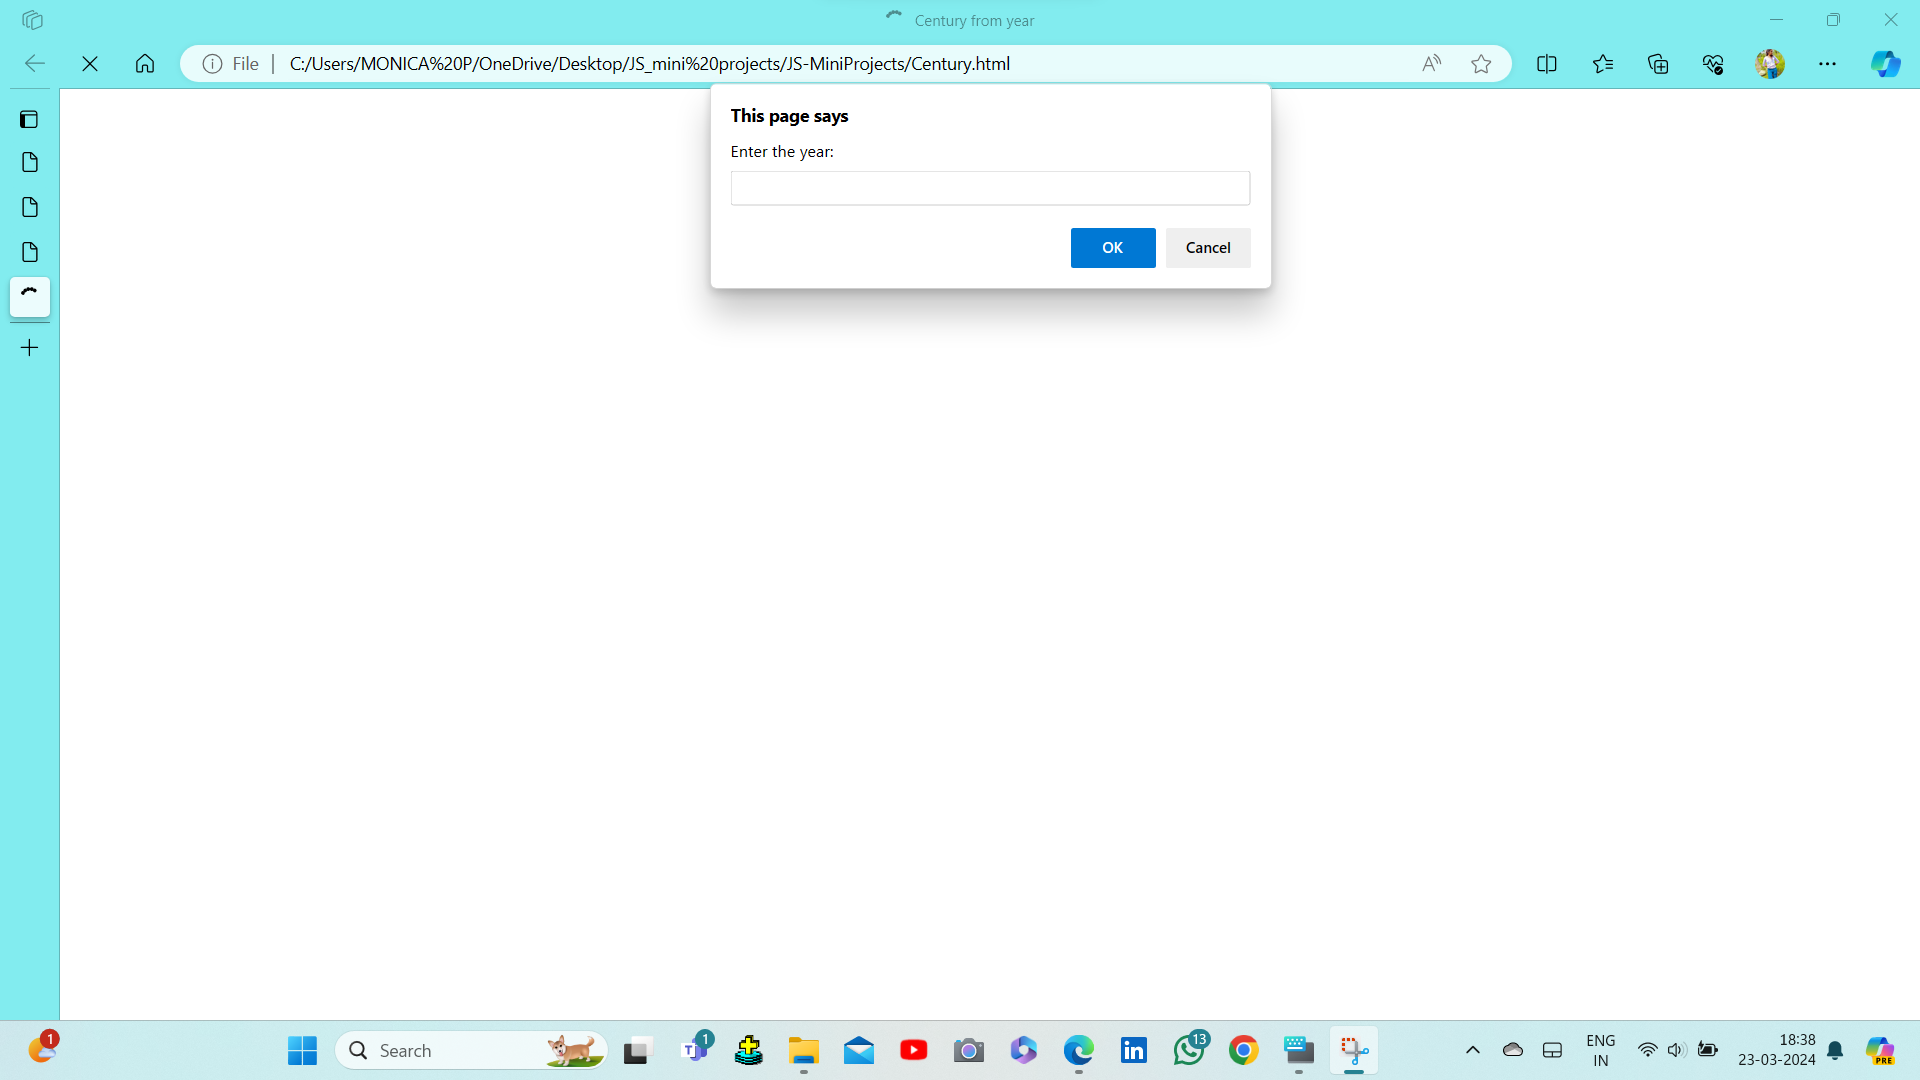 Century from year
File
C:/Users/MONICA%20P/OneDrive/Desktop/JS_mini%20projects/JS-MiniProjects/Century.html
This page says
Enter the year:
OK
Cancel
1
Search
1
13
ENG
IN
18:38
23-03-2024
PRE